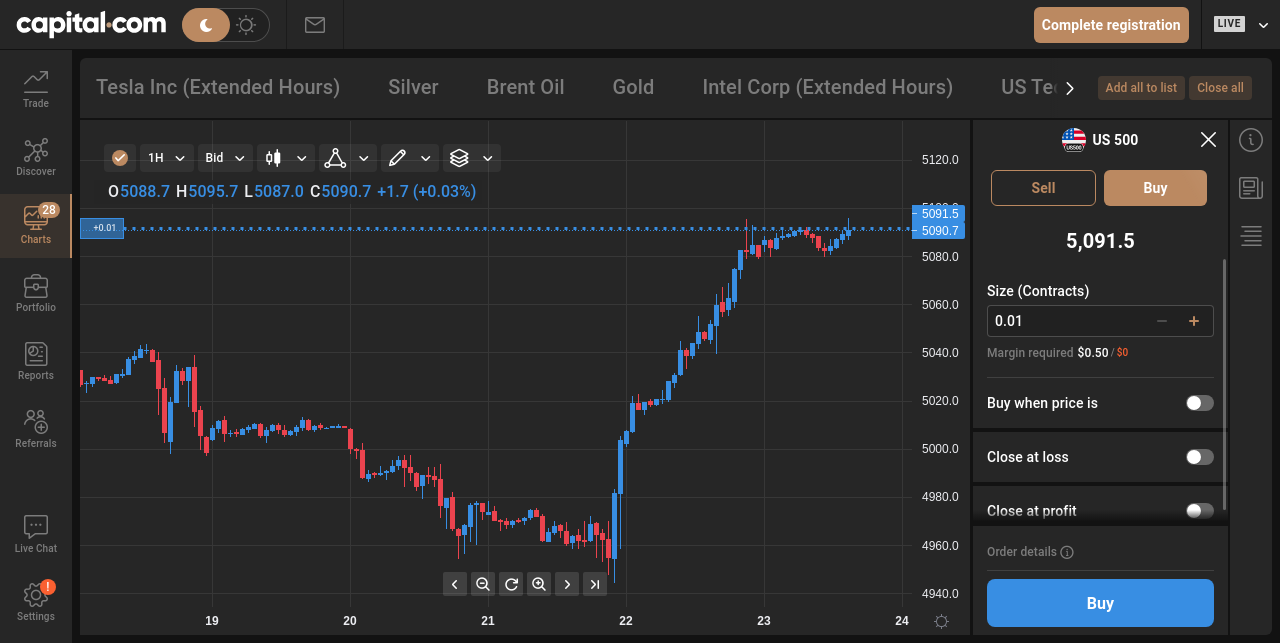 capital.com
Complete registration
LIVE
Trade
Discover
28
Charts
Portfolio
Reports
Referrals
Live Chat
!
Settings
Tesla Inc (Extended Hours)
Silver
Brent Oil
Gold
Intel Corp (Extended Hours)
US Te
Add all to list
Close all
1H
Bid
O5088.7 H5095.7 L5087.0 C5090.7 +1.7 (+0.03%)
+0.01
5120.0
5091.5
5090.7
5080.0
5060.0
5040.0
5020.0
5000.0
4980.0
4960.0
4940.0
19
20
21
22
23
24
US500
US 500
Sell
Buy
5,091.5
Size (Contracts)
0.01
Margin required $0.50 / $0
Buy when price is
Close at loss
Close at profit
Order details
Buy